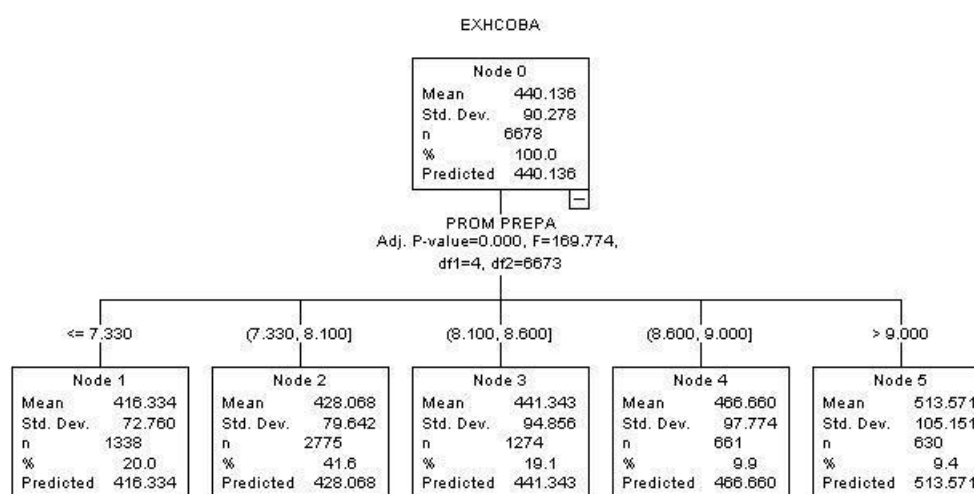 EXHCOBA
Node 0
Mean 440.136
Std. Dev. 90.278
n 6678
% 100.0
Predicted 440.136
PROM PREPA
Adj. P-value=0.000, F=169.774,
df1=4, df2=6673
<= 7.330
(7.330, 8.100]
(8.100, 8.600]
(8.600, 9.000]
> 9.000
Node 1
Mean 416.334
Std. Dev. 72.760
n 1338
% 20.0
Predicted 416.334
Node 2
Mean 428.068
Std. Dev. 79.642
n 2775
% 41.6
Predicted 428.068
Node 3
Mean 441.343
Std. Dev. 94.856
n 1274
% 19.1
Predicted 441.343
Node 4
Mean 466.660
Std. Dev. 97.774
n 661
% 9.9
Predicted 466.660
Node 5
Mean 513.571
Std. Dev. 105.151
n 630
% 9.4
Predicted 513.571